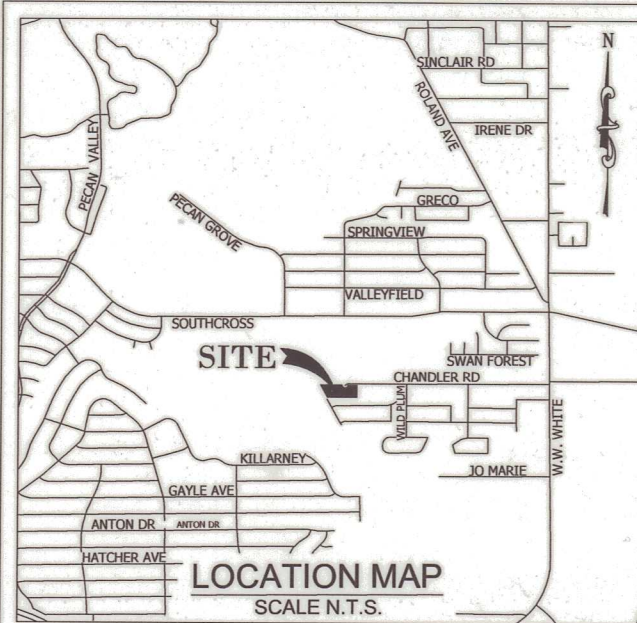 SINCLAIR RD
N
ROLAND AVE
IRENE DR
PECAN VALLEY
GRECO
PECAN GROVE
SPRINGVIEW
VALLEYFIELD
SOUTHCROSS
SITE
SWAN FOREST
CHANDLER RD
WILD PLUM
W.W. WHITE
KILLARNEY
JO MARIE
GAYLE AVE
ANTON DR ANTON DR
HATCHER AVE
LOCATION MAP
SCALE N.T.S.